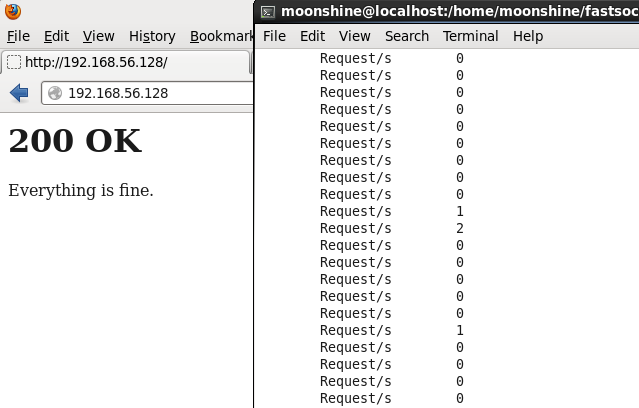 File Edit View History Bookmark
http://192.168.56.128/
192.168.56.128
200 OK
Everything is fine.
moonshine@localhost:/home/moonshine/fastsoc
File Edit View Search Terminal Help
Request/s 0
Request/s 0
Request/s 0
Request/s 0
Request/s 0
Request/s 0
Request/s 0
Request/s 0
Request/s 0
Request/s 1
Request/s 2
Request/s 0
Request/s 0
Request/s 0
Request/s 0
Request/s 0
Request/s 1
Request/s 0
Request/s 0
Request/s 0
Request/s 0